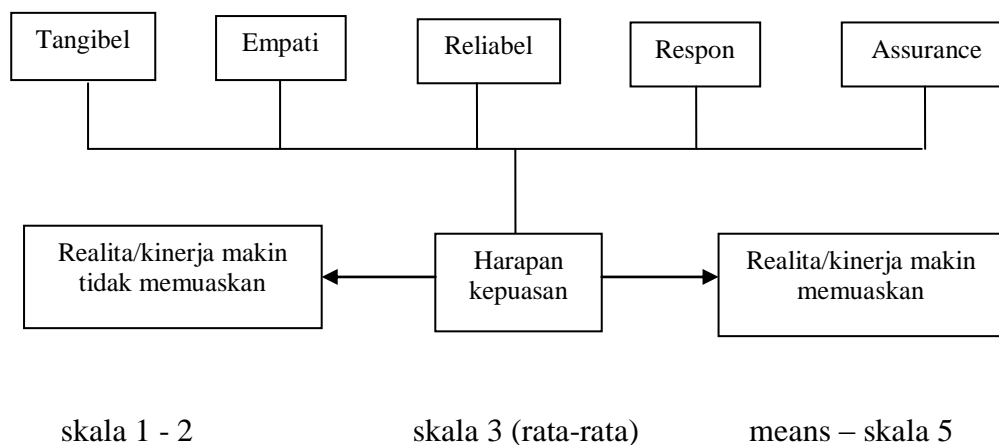 Tangibel
Empati
Reliabel
Respon
Assurance
Realita/kinerja makin
tidak memuaskan
Harapan
kepuasan
Realita/kinerja makin
memuaskan
skala 1 - 2
skala 3 (rata-rata)
means – skala 5